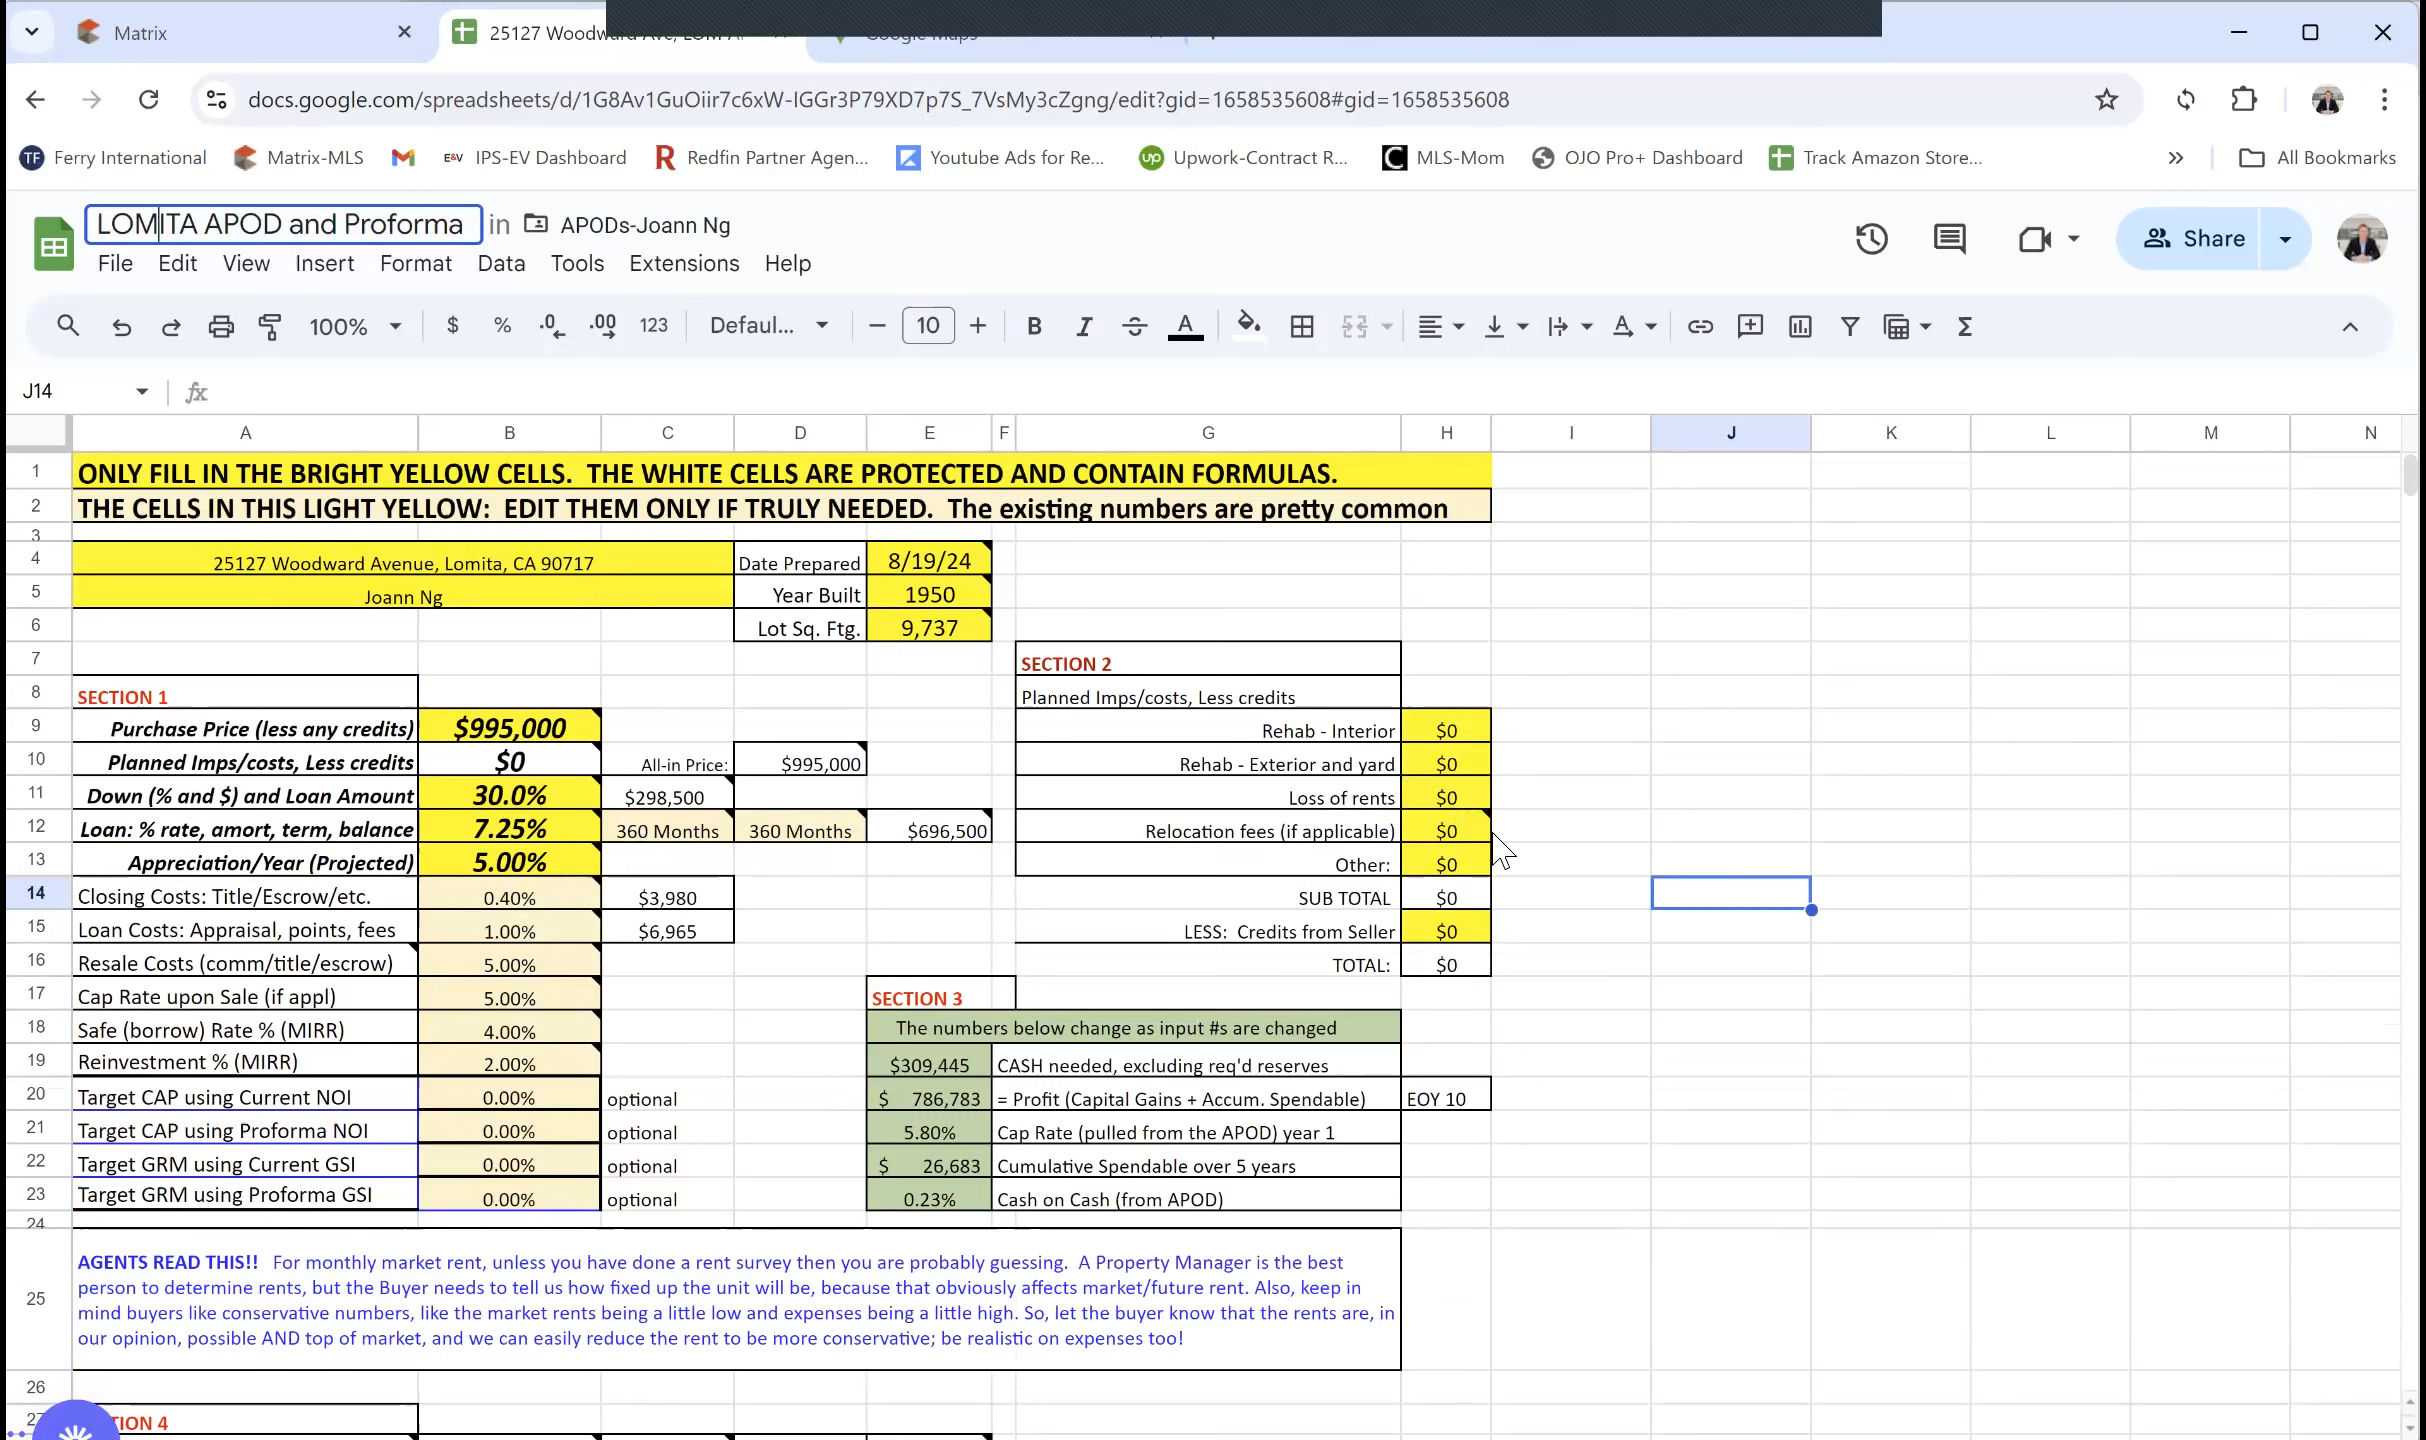 Matrix
25127 Woodward Ave, LOM A
Google Maps
docs.google.com/spreadsheets/d/1G8Av1GuOiir7c6xW-IGGr3P79XD7p7S_7VsMy3cZgng/edit?gid=1658535608#gid=1658535608
TF Ferry International Matrix-MLS E&V IPS-EV Dashboard Redfin Partner Agen... Youtube Ads for Re... up Upwork-Contract R... MLS-Mom OJO Pro+ Dashboard Track Amazon Store... All Bookmarks
LOMITA APOD and Proforma in APODs-Joann Ng
Share
File Edit View Insert Format Data Tools Extensions Help
100% $ % .0 .00 123 Defaul... 10 B I A Σ
J14 fx
A B C D E F G H I J K L M N
1 ONLY FILL IN THE BRIGHT YELLOW CELLS. THE WHITE CELLS ARE PROTECTED AND CONTAIN FORMULAS.
2 THE CELLS IN THIS LIGHT YELLOW: EDIT THEM ONLY IF TRULY NEEDED. The existing numbers are pretty common
3
4 25127 Woodward Avenue, Lomita, CA 90717 Date Prepared 8/19/24
5 Joann Ng Year Built 1950
6 Lot Sq. Ftg. 9,737
7 SECTION 2
8 SECTION 1 Planned Imps/costs, Less credits
9 Purchase Price (less any credits) $995,000 Rehab - Interior $0
10 Planned Imps/costs, Less credits $0 All-in Price: $995,000 Rehab - Exterior and yard $0
11 Down (% and $) and Loan Amount 30.0% $298,500 Loss of rents $0
12 Loan: % rate, amort, term, balance 7.25% 360 Months 360 Months $696,500 Relocation fees (if applicable) $0
13 Appreciation/Year (Projected) 5.00% Other: $0
14 Closing Costs: Title/Escrow/etc. 0.40% $3,980 SUB TOTAL $0
15 Loan Costs: Appraisal, points, fees 1.00% $6,965 LESS: Credits from Seller $0
16 Resale Costs (comm/title/escrow) 5.00% TOTAL: $0
17 Cap Rate upon Sale (if appl) 5.00% SECTION 3
18 Safe (borrow) Rate % (MIRR) 4.00% The numbers below change as input #s are changed
19 Reinvestment % (MIRR) 2.00% $309,445 CASH needed, excluding req'd reserves
20 Target CAP using Current NOI 0.00% optional $ 786,783 = Profit (Capital Gains + Accum. Spendable) EOY 10
21 Target CAP using Proforma NOI 0.00% optional 5.80% Cap Rate (pulled from the APOD) year 1
22 Target GRM using Current GSI 0.00% optional $ 26,683 Cumulative Spendable over 5 years
23 Target GRM using Proforma GSI 0.00% optional 0.23% Cash on Cash (from APOD)
24
AGENTS READ THIS!! For monthly market rent, unless you have done a rent survey then you are probably guessing. A Property Manager is the best
person to determine rents, but the Buyer needs to tell us how fixed up the unit will be, because that obviously affects market/future rent. Also, keep in
25 mind buyers like conservative numbers, like the market rents being a little low and expenses being a little high. So, let the buyer know that the rents are, in
our opinion, possible AND top of market, and we can easily reduce the rent to be more conservative; be realistic on expenses too!
26
27 TION 4